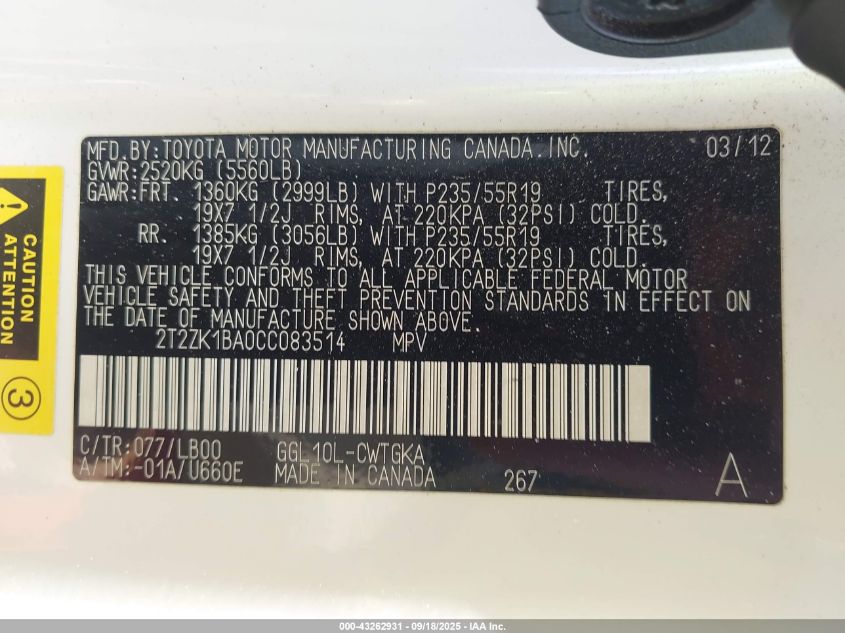 MFD.BY:TOYOTA MOTOR MANUFACTURING CANADA.INC. 03/12
GVWR:2520KG (5560LB)
GAWR:FRT. 1360KG (2999LB) WITH P235/55R19 TIRES,
19X7 1/2J RIMS, AT 220KPA (32PSI) COLD.
RR. 1385KG (3056LB) WITH P235/55R19 TIRES,
19X7 1/2J RIMS, AT 220KPA (32PSI) COLD.
THIS VEHICLE CONFORMS TO ALL APPLICABLE FEDERAL MOTOR
VEHICLE SAFETY AND THEFT PREVENTION STANDARDS IN EFFECT ON
THE DATE OF MANUFACTURE SHOWN ABOVE.
2T2ZK1BA0CC083514 MPV
C/TR:077/LB00 GGL10L-CWTGKA
A/TM:-01A/U660E MADE IN CANADA 267 A
CAUTION
ATTENTION
3
000-43262931 - 09/18/2025 - IAA Inc.